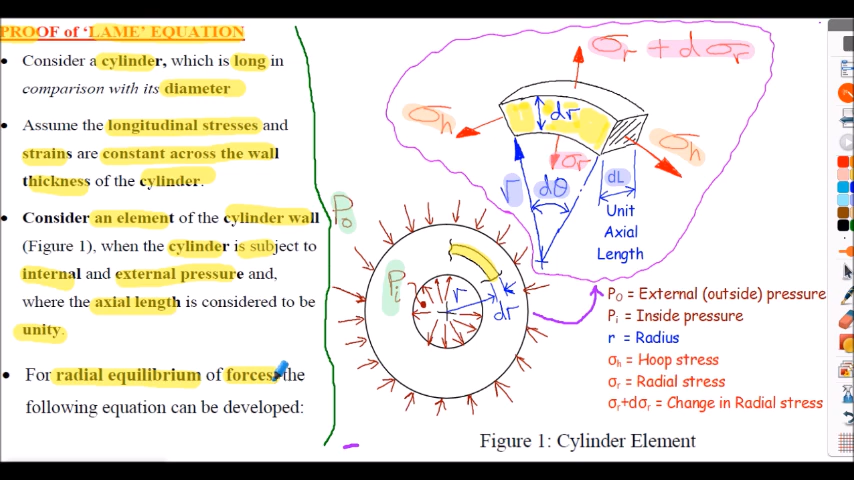 PROOF of ‘LAME’ EQUATION
• Consider a cylinder, which is long in
comparison with its diameter
• Assume the longitudinal stresses and
strains are constant across the wall
thickness of the cylinder.
• Consider an element of the cylinder wall
(Figure 1), when the cylinder is subject to
internal and external pressure and,
where the axial length is considered to be
unity.
• For radial equilibrium of forces the
following equation can be developed:
σr + dσr
σh
dr
σh
σr
r
dθ
dL
Unit
Axial
Length
Po
Pi
r
dr
PO = External (outside) pressure
Pi = Inside pressure
r = Radius
σh = Hoop stress
σr = Radial stress
σr+dσr = Change in Radial stress
Figure 1: Cylinder Element